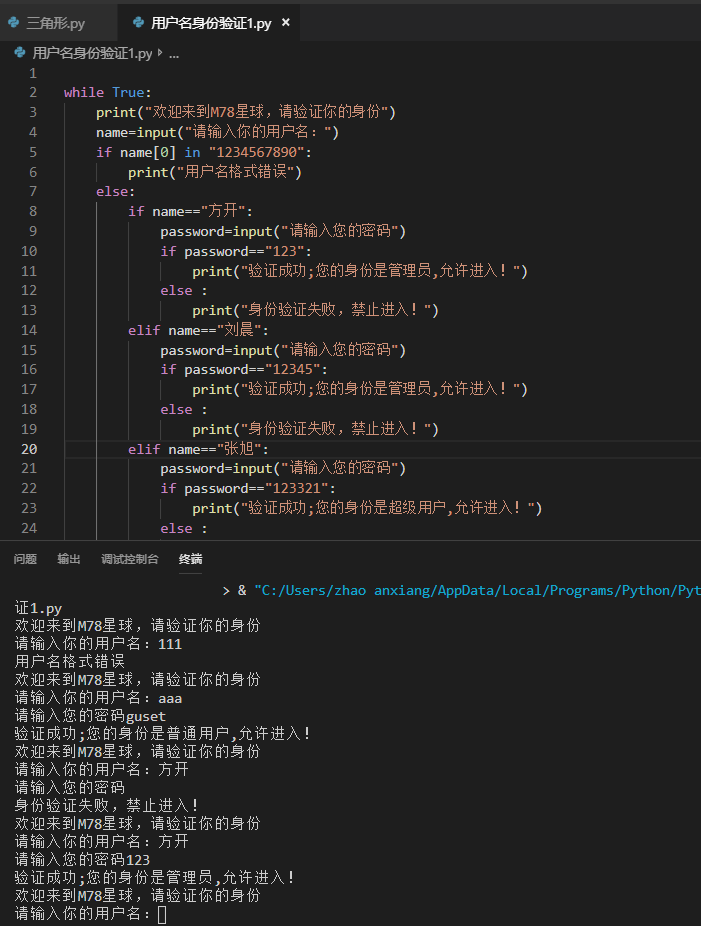 三角形.py 用户名身份验证1.py ×
用户名身份验证1.py › ...
1
2 while True:
3 print("欢迎来到M78星球，请验证你的身份")
4 name=input("请输入你的用户名：")
5 if name[0] in "1234567890":
6 print("用户名格式错误")
7 else:
8 if name=="方开":
9 password=input("请输入您的密码")
10 if password=="123":
11 print("验证成功;您的身份是管理员,允许进入！")
12 else :
13 print("身份验证失败，禁止进入！")
14 elif name=="刘晨":
15 password=input("请输入您的密码")
16 if password=="12345":
17 print("验证成功;您的身份是管理员,允许进入！")
18 else :
19 print("身份验证失败，禁止进入！")
20 elif name=="张旭":
21 password=input("请输入您的密码")
22 if password=="123321":
23 print("验证成功;您的身份是超级用户,允许进入！")
24 else :
问题 输出 调试控制台 终端
> & "C:/Users/zhao anxiang/AppData/Local/Programs/Python/Pyt
证1.py
欢迎来到M78星球，请验证你的身份
请输入你的用户名：111
用户名格式错误
欢迎来到M78星球，请验证你的身份
请输入你的用户名：aaa
请输入您的密码guset
验证成功;您的身份是普通用户,允许进入！
欢迎来到M78星球，请验证你的身份
请输入你的用户名：方开
请输入您的密码
身份验证失败，禁止进入！
欢迎来到M78星球，请验证你的身份
请输入你的用户名：方开
请输入您的密码123
验证成功;您的身份是管理员,允许进入！
欢迎来到M78星球，请验证你的身份
请输入你的用户名：